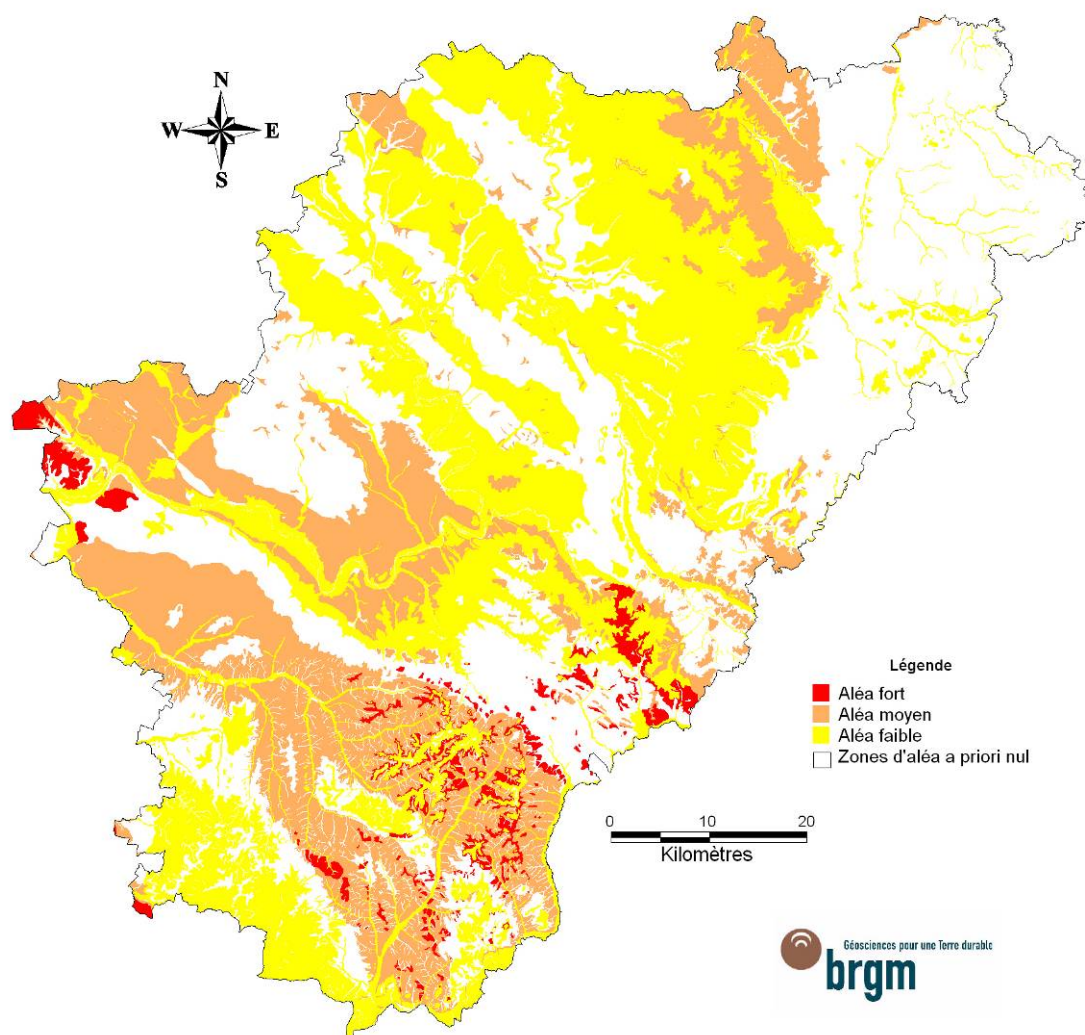 N
W E
S
Légende
Aléa fort
Aléa moyen
Aléa faible
Zones d'aléa a priori nul
0 10 20
Kilomètres
Géosciences pour une Terre durable
brgm